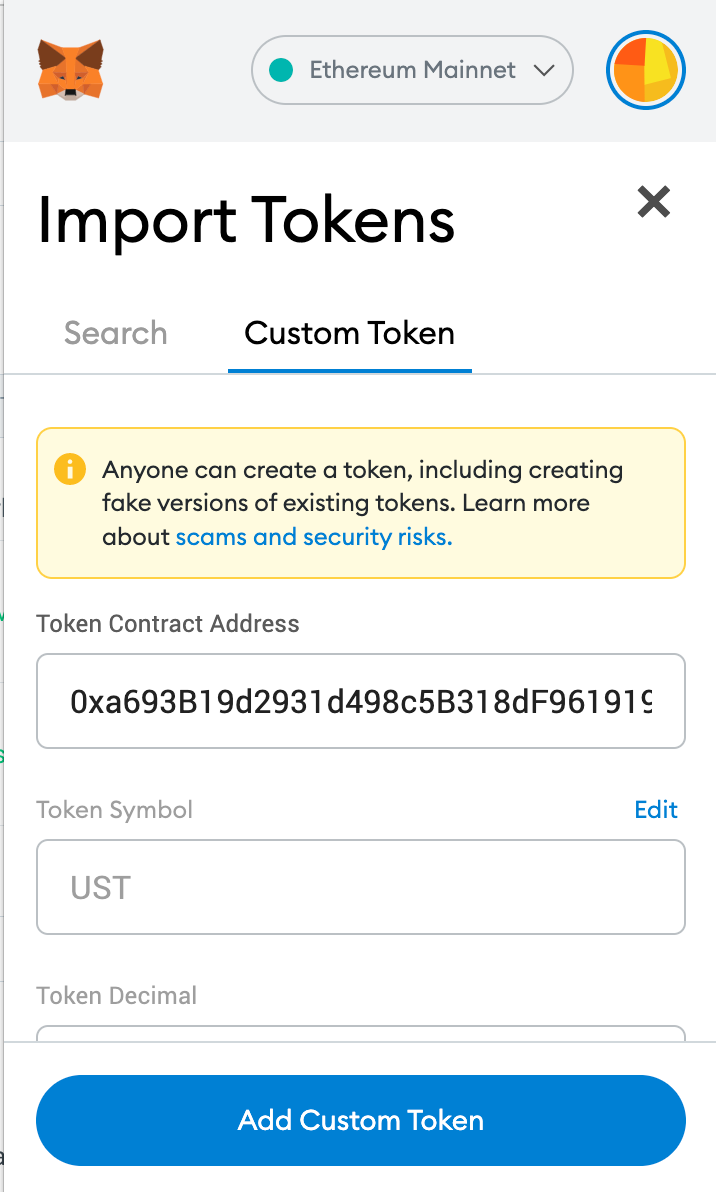 Ethereum Mainnet
Import Tokens
Search
Custom Token
Anyone can create a token, including creating
fake versions of existing tokens. Learn more
about scams and security risks.
Token Contract Address
0xa693B19d2931d498c5B318dF961919
Token Symbol
Edit
UST
Token Decimal
Add Custom Token